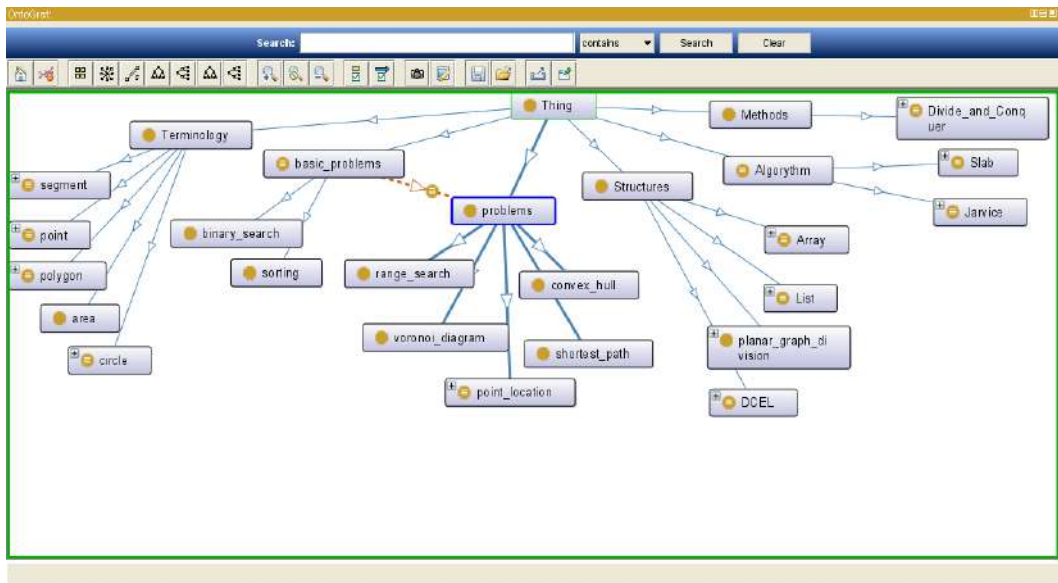 OntoGraf:
Search:
contains
Search
Clear
Thing
Methods
Divide_and_Conq
uer
Terminology
basic_problems
Algorythm
Slab
segment
Structures
problems
Jarvice
point
binary_search
Array
polygon
sorting
range_search
convex_hull
List
area
voronoi_diagram
planar_graph_di
vision
circle
shortest_path
point_location
DCEL